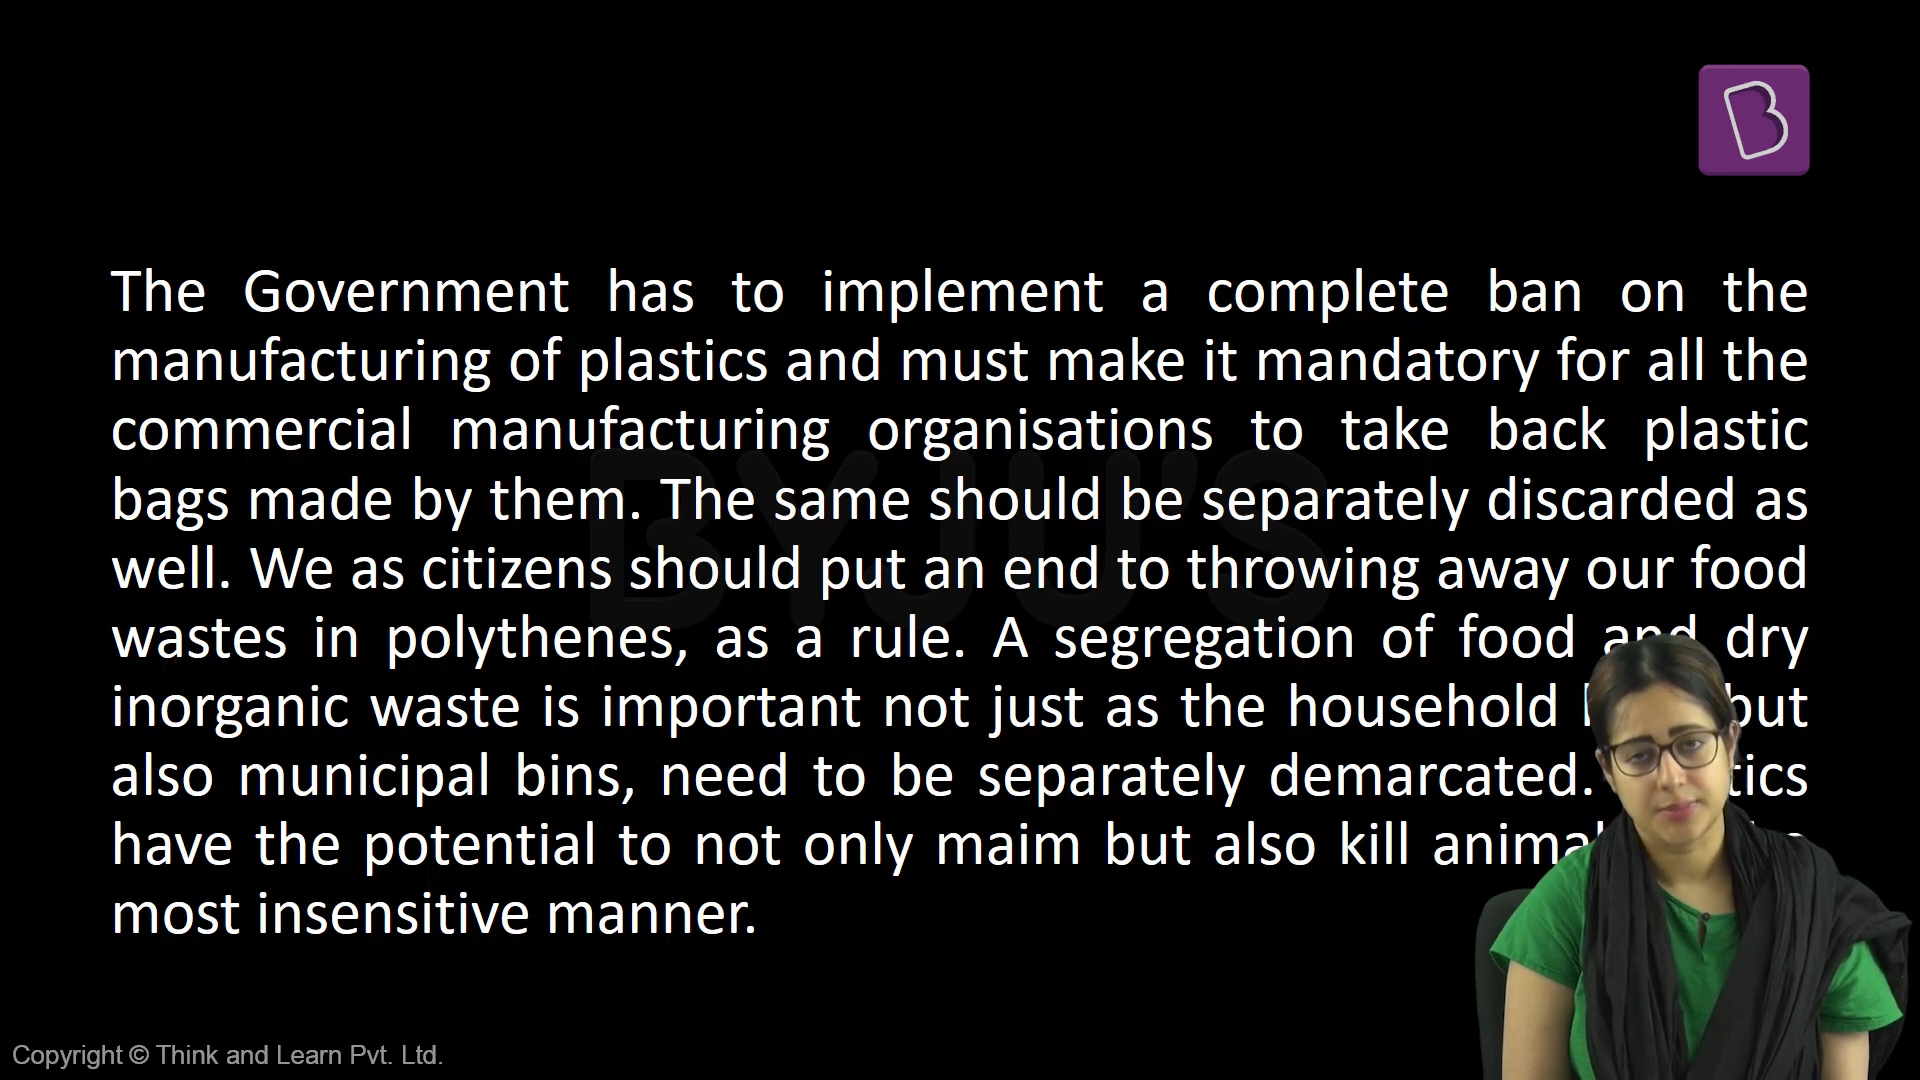 The Government has to implement a complete ban on the
manufacturing of plastics and must make it mandatory for all the
commercial manufacturing organisations to take back plastic
bags made by them. The same should be separately discarded as
well. We as citizens should put an end to throwing away our food
wastes in polythenes, as a rule. A segregation of food and dry
inorganic waste is important not just as the household but
also municipal bins, need to be separately demarcated.
have the potential to not only maim but also kill
most insensitive manner.
BYJU'S
Copyright © Think and Learn Pvt. Ltd.